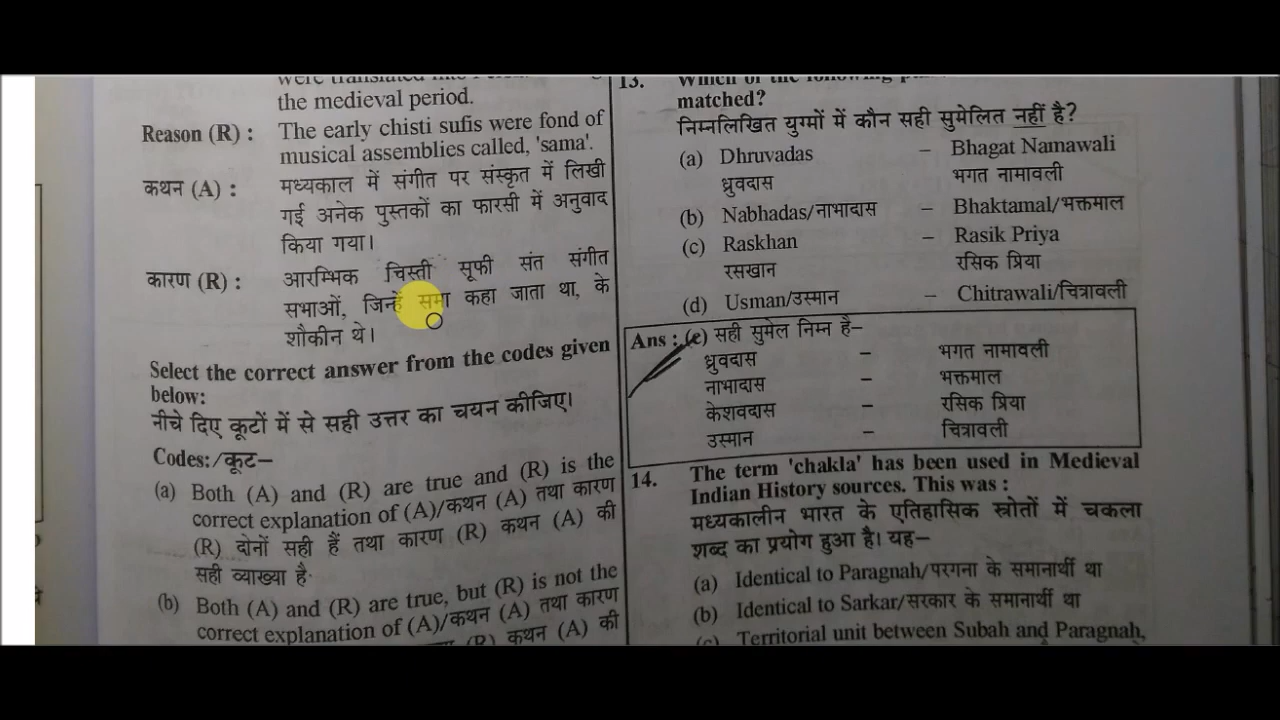 the medieval period.
Reason (R) : The early chisti sufis were fond of
musical assemblies called, 'sama'.
कथन (A) : मध्यकाल में संगीत पर संस्कृत में लिखी
गई अनेक पुस्तकों का फारसी में अनुवाद
किया गया।
कारण (R) : आरम्भिक चिस्ती सूफी संत संगीत
सभाओं, जिन्हें समा कहा जाता था, के
शौकीन थे।
Select the correct answer from the codes given
below:
नीचे दिए कूटों में से सही उत्तर का चयन कीजिए।
Codes:/कूट–
(a) Both (A) and (R) are true and (R) is the
correct explanation of (A)/कथन (A) तथा कारण
(R) दोनों सही हैं तथा कारण (R) कथन (A) की
सही व्याख्या है
(b) Both (A) and (R) are true, but (R) is not the
correct explanation of (A)/कथन (A) तथा कारण
(R) कथन (A) की
13. Which of the following
matched?
निम्नलिखित युग्मों में कौन सही सुमेलित नहीं है?
(a) Dhruvadas – Bhagat Namawali
ध्रुवदास भगत नामावली
(b) Nabhadas/नाभादास – Bhaktamal/भक्तमाल
(c) Raskhan – Rasik Priya
रसखान रसिक प्रिया
(d) Usman/उस्मान – Chitrawali/चित्रावली
Ans : (c) सही सुमेल निम्न है–
ध्रुवदास – भगत नामावली
नाभादास – भक्तमाल
केशवदास – रसिक प्रिया
उस्मान – चित्रावली
14. The term 'chakla' has been used in Medieval
Indian History sources. This was :
मध्यकालीन भारत के एतिहासिक स्त्रोतों में चकला
शब्द का प्रयोग हुआ है। यह–
(a) Identical to Paragnah/परगना के समानार्थी था
(b) Identical to Sarkar/सरकार के समानार्थी था
(c) Territorial unit between Subah and Paragnah,